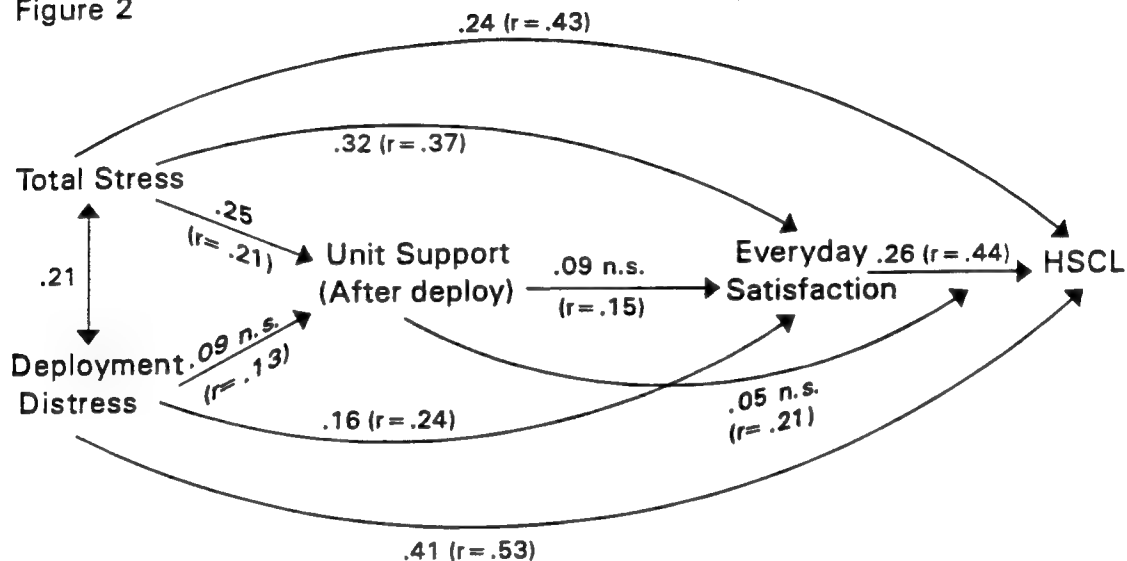 Figure 2
.24 (r = .43)
.32 (r = .37)
Total Stress
.25
(r= .21)
.21
Unit Support
(After deploy)
.09 n.s.
(r= .15)
Everyday
Satisfaction
.26 (r= .44)
HSCL
Deployment
Distress
.09 n.s.
(r= .13)
.16 (r= .24)
.05 n.s.
(r= .21)
.41 (r= .53)